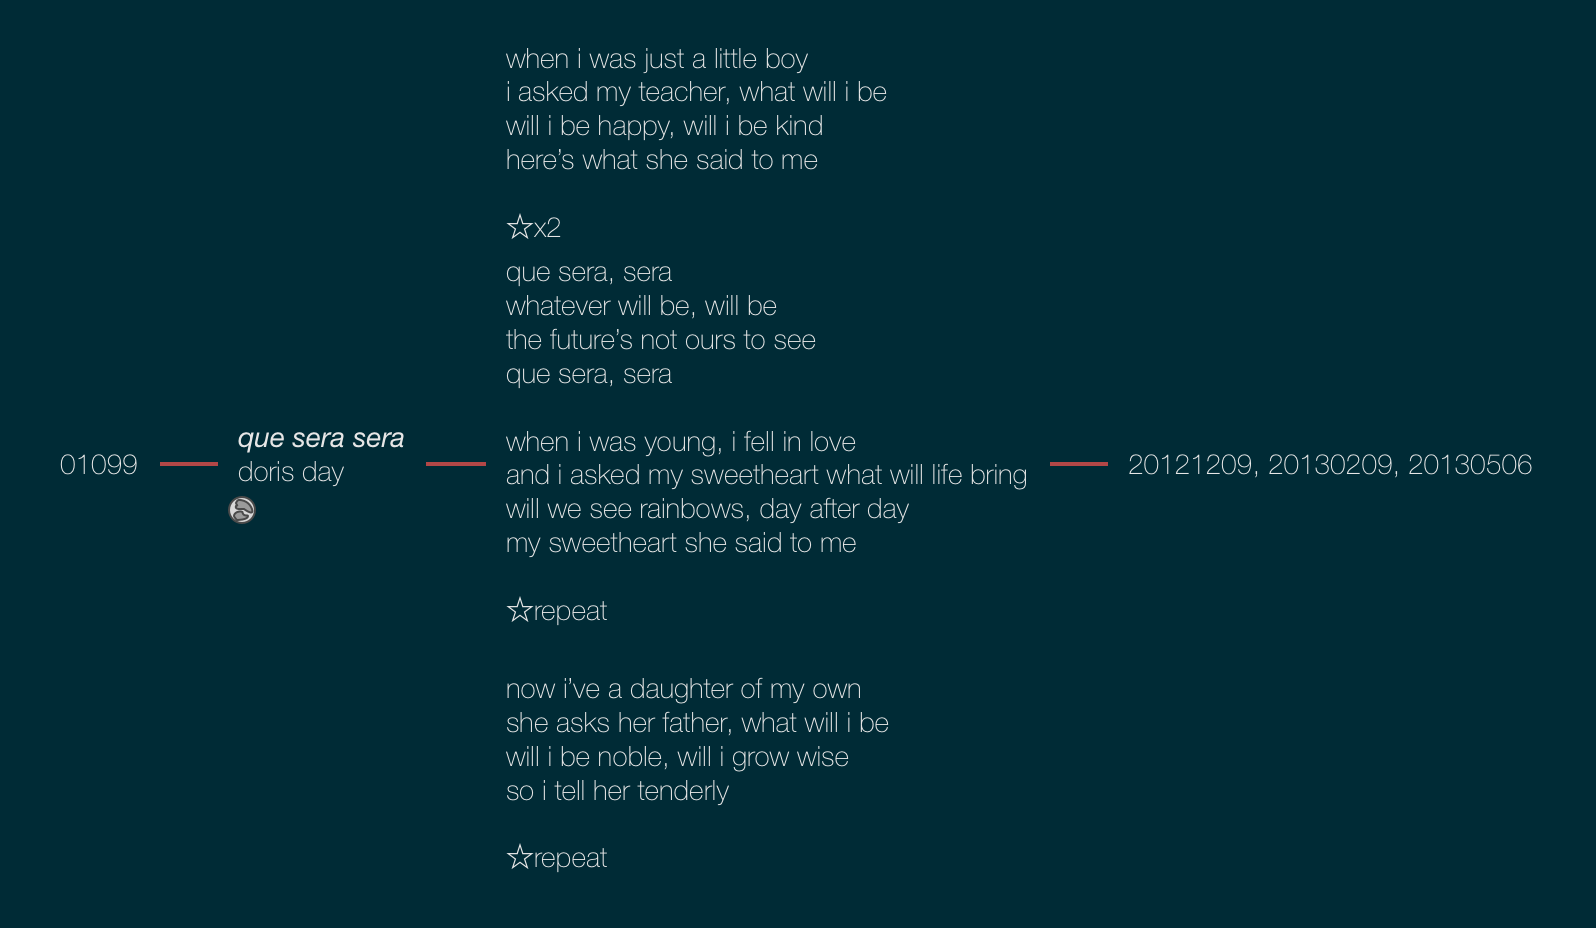 01099
que sera sera
doris day
when i was just a little boy
i asked my teacher, what will i be
will i be happy, will i be kind
here’s what she said to me
☆x2
que sera, sera
whatever will be, will be
the future’s not ours to see
que sera, sera
when i was young, i fell in love
and i asked my sweetheart what will life bring
will we see rainbows, day after day
my sweetheart she said to me
☆repeat
now i’ve a daughter of my own
she asks her father, what will i be
will i be noble, will i grow wise
so i tell her tenderly
☆repeat
20121209, 20130209, 20130506